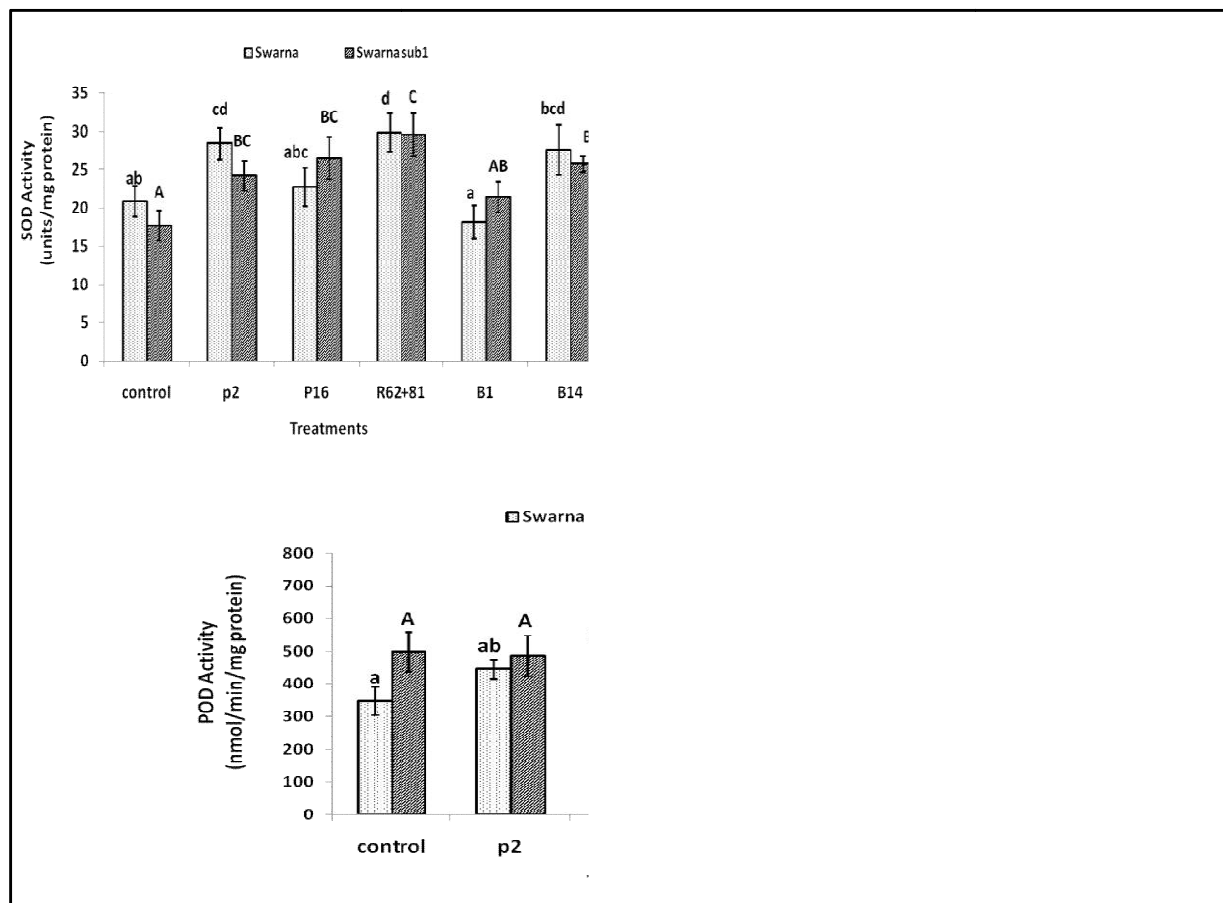 Swarna Swarna sub1
SOD Activity
(units/mg protein)
35
30
25
20
15
10
5
0
ab A cd BC abc BC d C a AB bcd B
control p2 P16 R62+81 B1 B14
Treatments
Swarna
POD Activity
(nmol/min/mg protein)
800
700
600
500
400
300
200
100
0
a A ab A
control p2